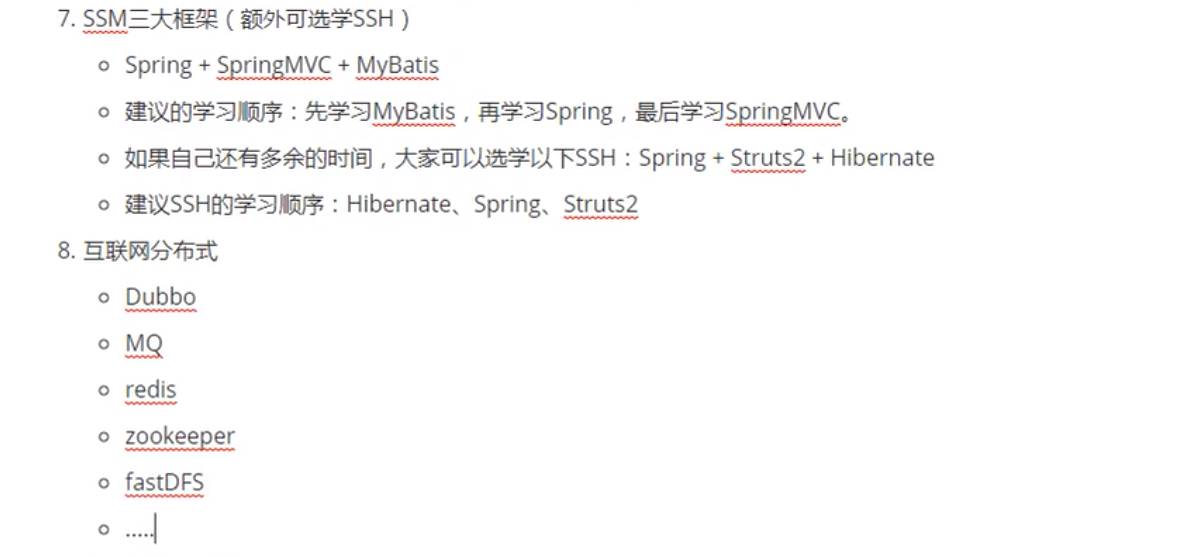 7. SSM三大框架（额外可选学SSH）
Spring + SpringMVC + MyBatis
建议的学习顺序：先学习MyBatis，再学习Spring，最后学习SpringMVC。
如果自己还有多余的时间，大家可以选学以下SSH：Spring + Struts2 + Hibernate
建议SSH的学习顺序：Hibernate、Spring、Struts2
8. 互联网分布式
Dubbo
MQ
redis
zookeeper
fastDFS
.....